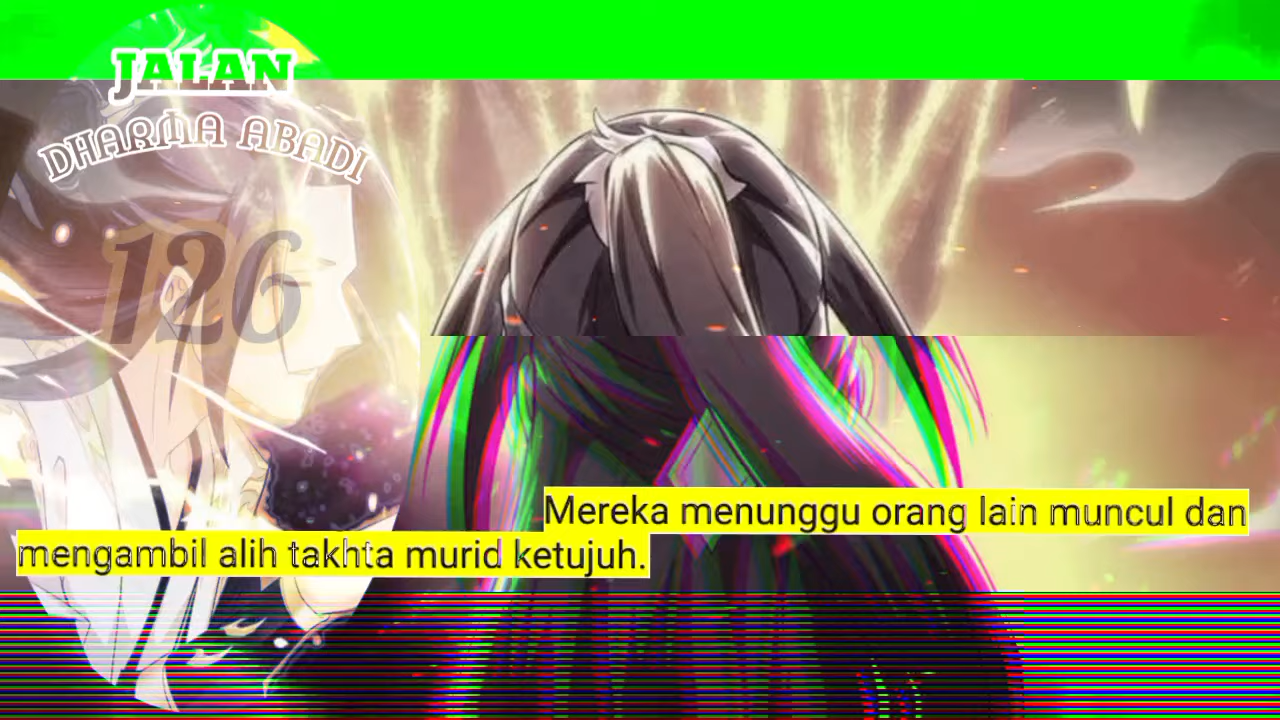 JALAN
DHARMA ABADI
126
Mereka menunggu orang lain muncul dan
mengambil alih takhta murid ketujuh.